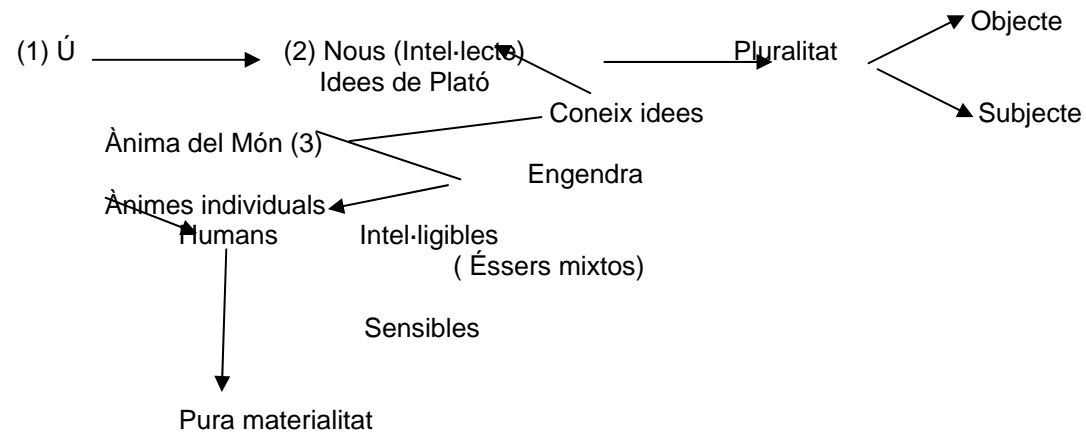 Objecte
(1) Ú (2) Nous (Intel·lecte) Pluralitat
Idees de Plató
Coneix idees Subjecte
Ànima del Món (3)
Engendra
Ànimes individuals
Humans Intel·ligibles
( Éssers mixtos)
Sensibles
Pura materialitat